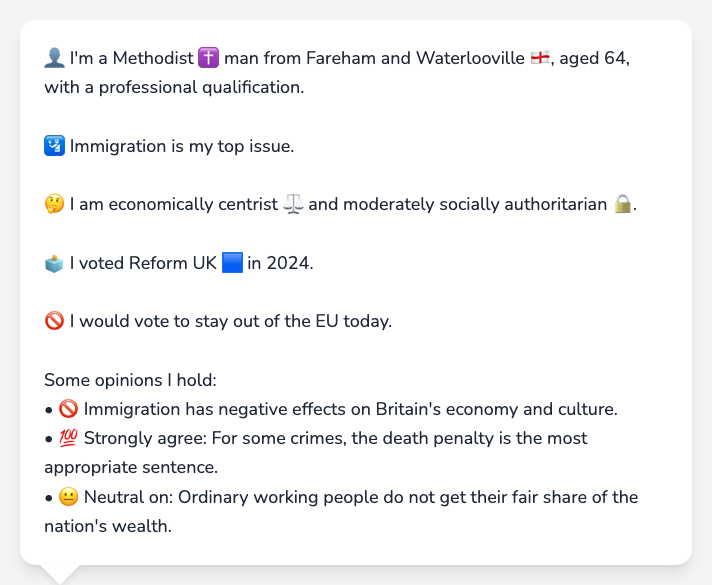 👤 I'm a Methodist ✝️ man from Fareham and Waterlooville 🏴󠁧󠁢󠁥󠁮󠁧󠁿, aged 64,
with a professional qualification.
🛂 Immigration is my top issue.
🤔 I am economically centrist ⚖️ and moderately socially authoritarian 🔒.
🗳️ I voted Reform UK 🟦 in 2024.
🚫 I would vote to stay out of the EU today.
Some opinions I hold:
• 🚫 Immigration has negative effects on Britain's economy and culture.
• 💯 Strongly agree: For some crimes, the death penalty is the most
appropriate sentence.
• 😐 Neutral on: Ordinary working people do not get their fair share of the
nation's wealth.